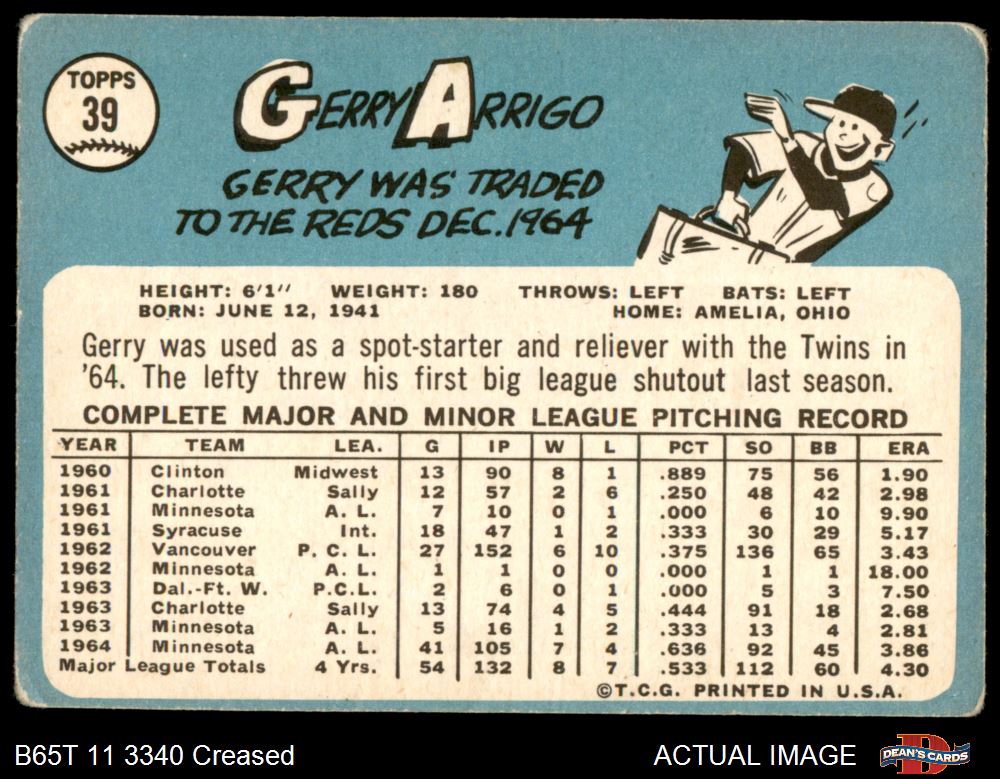 TOPPS
39
GERRY ARRIGO
GERRY WAS TRADED
TO THE REDS DEC. 1964
HEIGHT: 6'1" WEIGHT: 180 THROWS: LEFT BATS: LEFT
BORN: JUNE 12, 1941 HOME: AMELIA, OHIO
Gerry was used as a spot-starter and reliever with the Twins in
'64. The lefty threw his first big league shutout last season.
COMPLETE MAJOR AND MINOR LEAGUE PITCHING RECORD
YEAR TEAM LEA. G IP W L PCT SO BB ERA
1960 Clinton Midwest 13 90 8 1 .889 75 56 1.90
1961 Charlotte Sally 12 57 2 6 .250 48 42 2.98
1961 Minnesota A. L. 7 10 0 1 .000 6 10 9.90
1961 Syracuse Int. 18 47 1 2 .333 30 29 5.17
1962 Vancouver P. C. L. 27 152 6 10 .375 136 65 3.43
1962 Minnesota A. L. 1 1 0 0 .000 1 1 18.00
1963 Dal.-Ft. W. P.C.L. 2 6 0 1 .000 5 3 7.50
1963 Charlotte Sally 13 74 4 5 .444 91 18 2.68
1963 Minnesota A. L. 5 16 1 2 .333 13 4 2.81
1964 Minnesota A. L. 41 105 7 4 .636 92 45 3.86
Major League Totals 4 Yrs. 54 132 8 7 .533 112 60 4.30
©T.C.G. PRINTED IN U.S.A.
B65T 11 3340 Creased ACTUAL IMAGE
DEAN'S CARDS